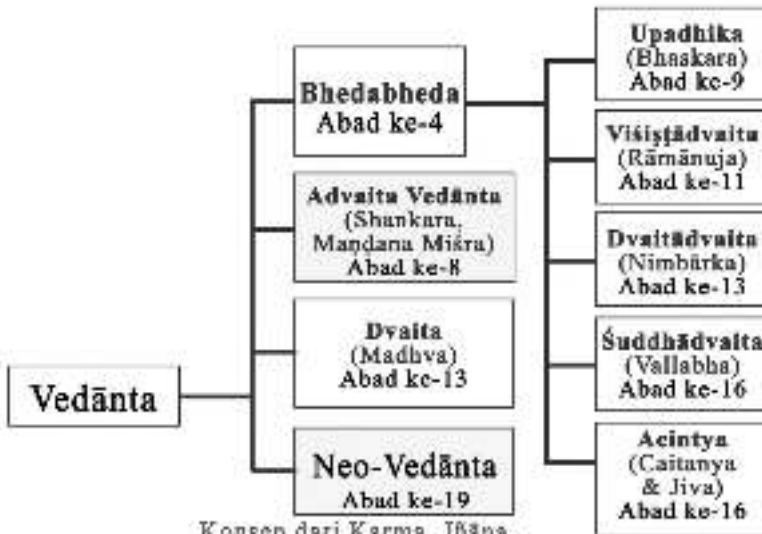 Vedānta
Bhedabheda
Abad ke-4
Advaita Vedānta
(Shankara,
Maṇḍana Miśra)
Abad ke-8
Dvaita
(Madhva)
Abad ke-13
Neo-Vedānta
Abad ke-19
Konsep dari Karma, Jñāna
Upadhika
(Bhaskara)
Abad ke-9
Viśiṣṭādvaita
(Rāmānuja)
Abad ke-11
Dvaitādvaita
(Nimbārka)
Abad ke-13
Śuddhādvaita
(Vallabha)
Abad ke-16
Acintya
(Caitanya
& Jiva)
Abad ke-16